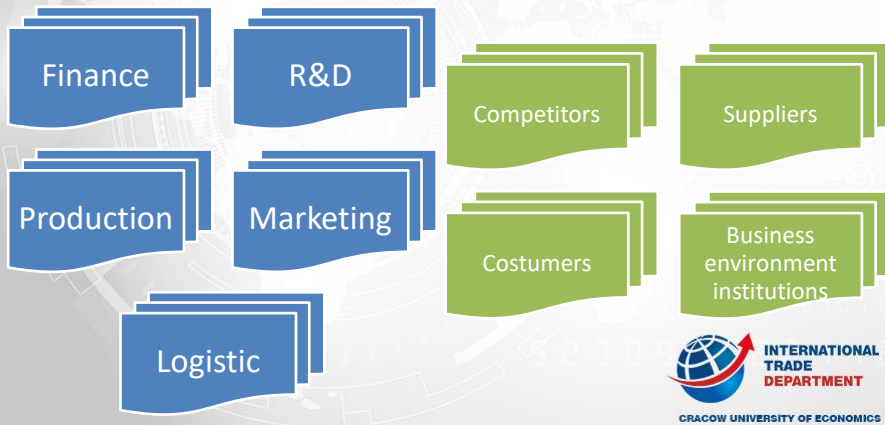 Finance
R&D
Competitors
Suppliers
Production
Marketing
Costumers
Business
environment
institutions
Logistic
INTERNATIONAL
TRADE
DEPARTMENT
CRACOW UNIVERSITY OF ECONOMICS